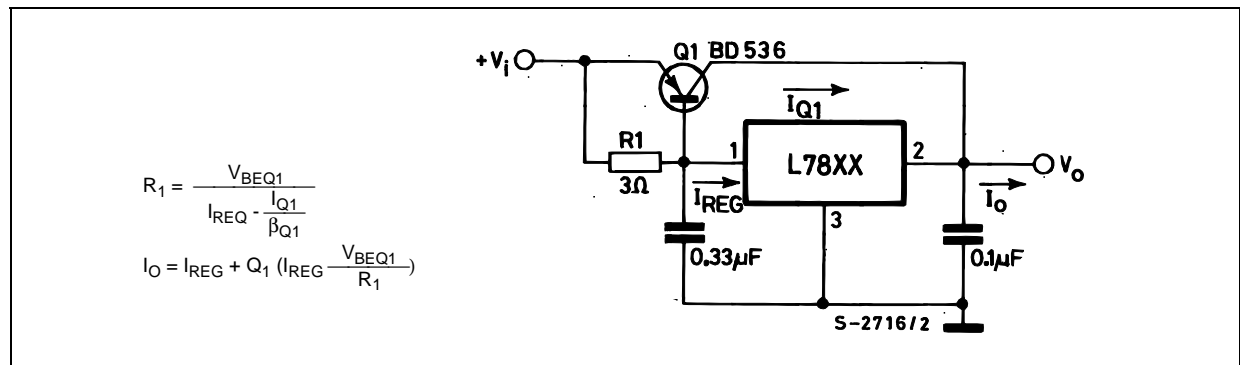 Q1 BD536
+Vi
IQ1
R1
1
L78XX
2
Vo
3Ω
IREG
3
Io
0.33µF
0.1µF
S-2716/2
R1 = VBEQ1 / IREQ - IQ1 / βQ1
IO = IREG + Q1 (IREG VBEQ1 / R1)